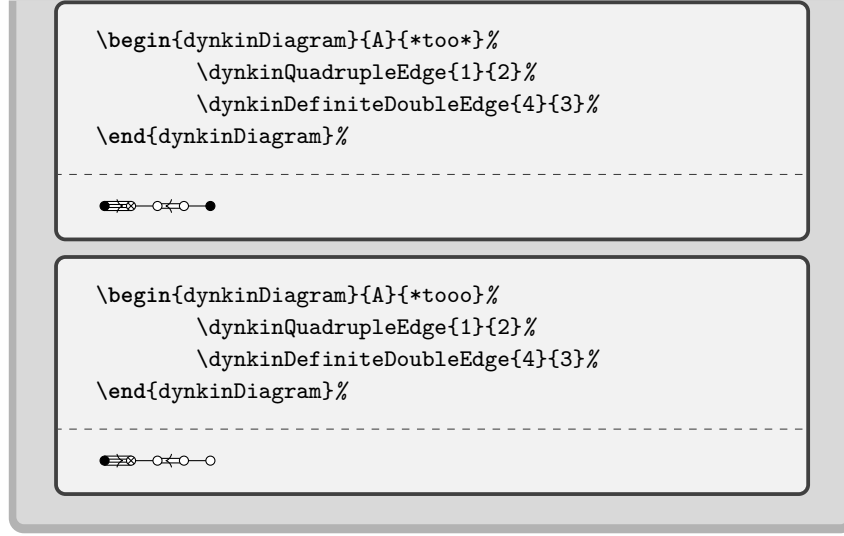 \begin{dynkinDiagram}{A}{*too*}%
\dynkinQuadrupleEdge{1}{2}%
\dynkinDefiniteDoubleEdge{4}{3}%
\end{dynkinDiagram}%
\begin{dynkinDiagram}{A}{*tooo}%
\dynkinQuadrupleEdge{1}{2}%
\dynkinDefiniteDoubleEdge{4}{3}%
\end{dynkinDiagram}%